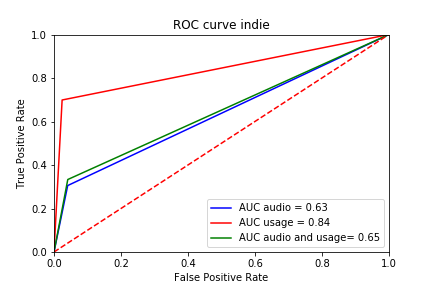 ROC curve indie
1.0
0.8
0.6
0.4
0.2
0.0
True Positive Rate
AUC audio = 0.63
AUC usage = 0.84
AUC audio and usage= 0.65
0.0 0.2 0.4 0.6 0.8 1.0
False Positive Rate